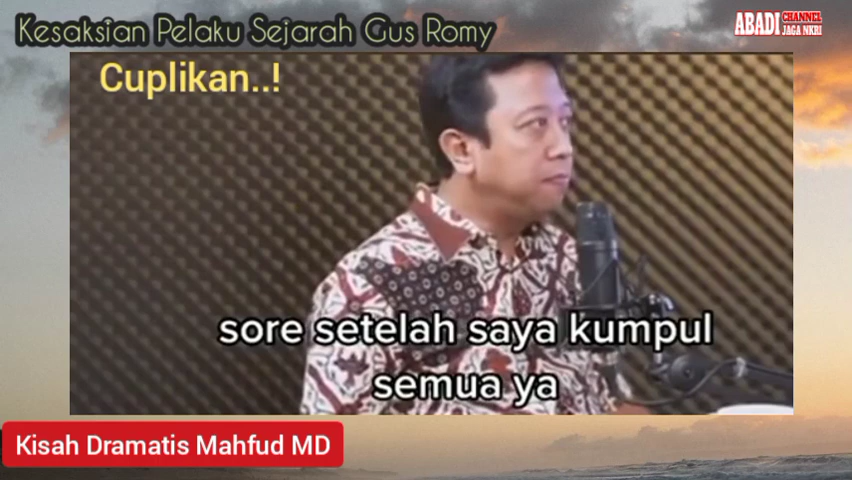 Kesaksian Pelaku Sejarah Gus Romy
ABADI CHANNEL
JAGA NKRI
Cuplikan..!
sore setelah saya kumpul
semua ya
Kisah Dramatis Mahfud MD